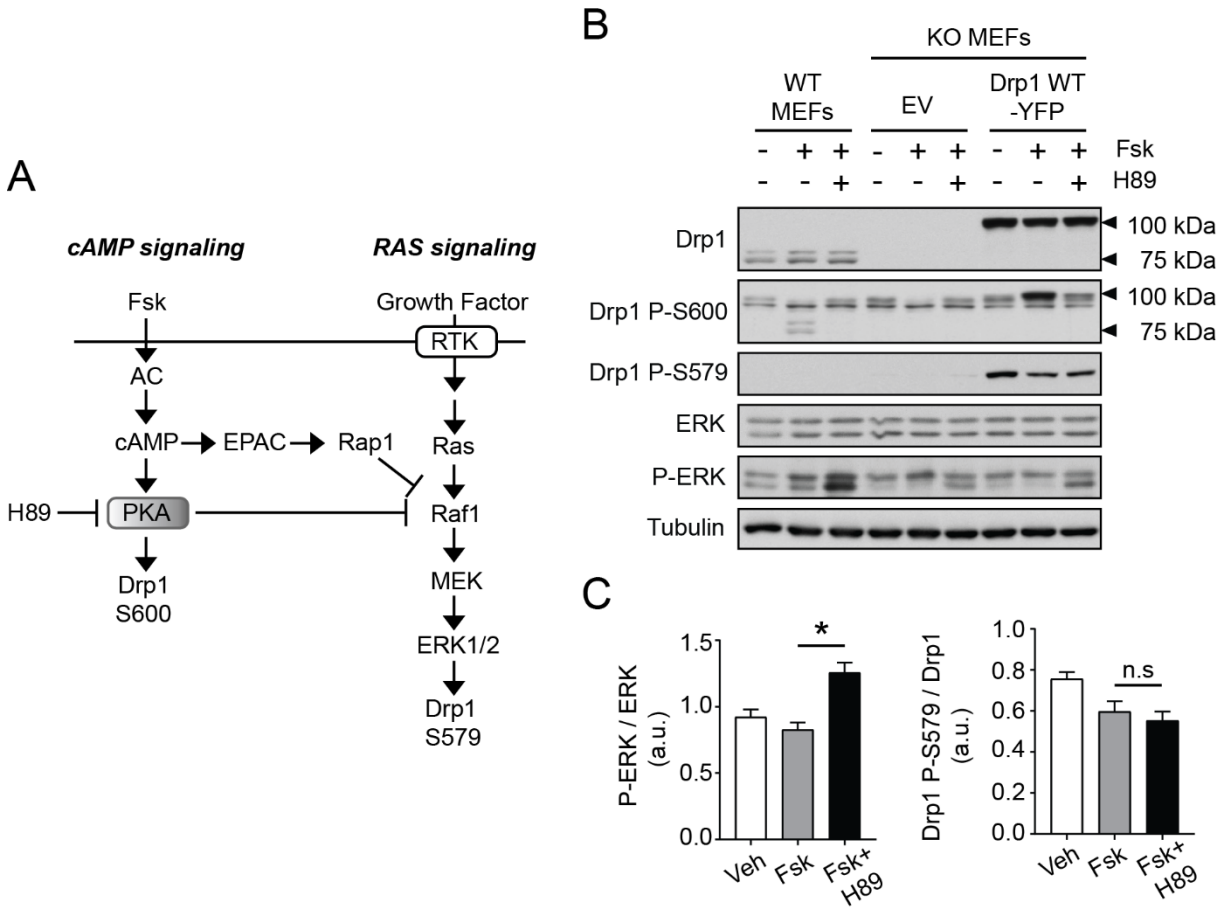 A
cAMP signaling
RAS signaling
Fsk
Growth Factor
RTK
AC
cAMP
EPAC
Rap1
Ras
H89
PKA
Raf1
Drp1
S600
MEK
ERK1/2
Drp1
S579
B
KO MEFs
WT
MEFs
EV
Drp1 WT
-YFP
- + + - + + - + + Fsk
- - + - - + - - + H89
Drp1
100 kDa
75 kDa
Drp1 P-S600
100 kDa
75 kDa
Drp1 P-S579
ERK
P-ERK
Tubulin
C
P-ERK / ERK
(a.u.)
1.5
1.0
0.5
0.0
*
Veh
Fsk
Fsk+
H89
Drp1 P-S579 / Drp1
(a.u.)
1.0
0.8
0.6
0.4
0.2
0.0
n.s
Veh
Fsk
Fsk+
H89